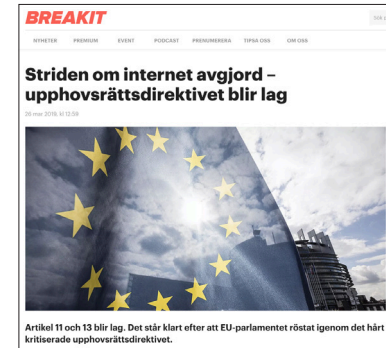 BREAKIT
NYHETER PREMIUM EVENT PODCAST PRENUMERERA TIPSA OSS OM OSS
Striden om internet avgjord –
upphovsrättsdirektivet blir lag
26 mar 2019, kl 12:59
Artikel 11 och 13 blir lag. Det står klart efter att EU-parlamentet röstat igenom det hårt
kritiserade upphovsrättsdirektivet.